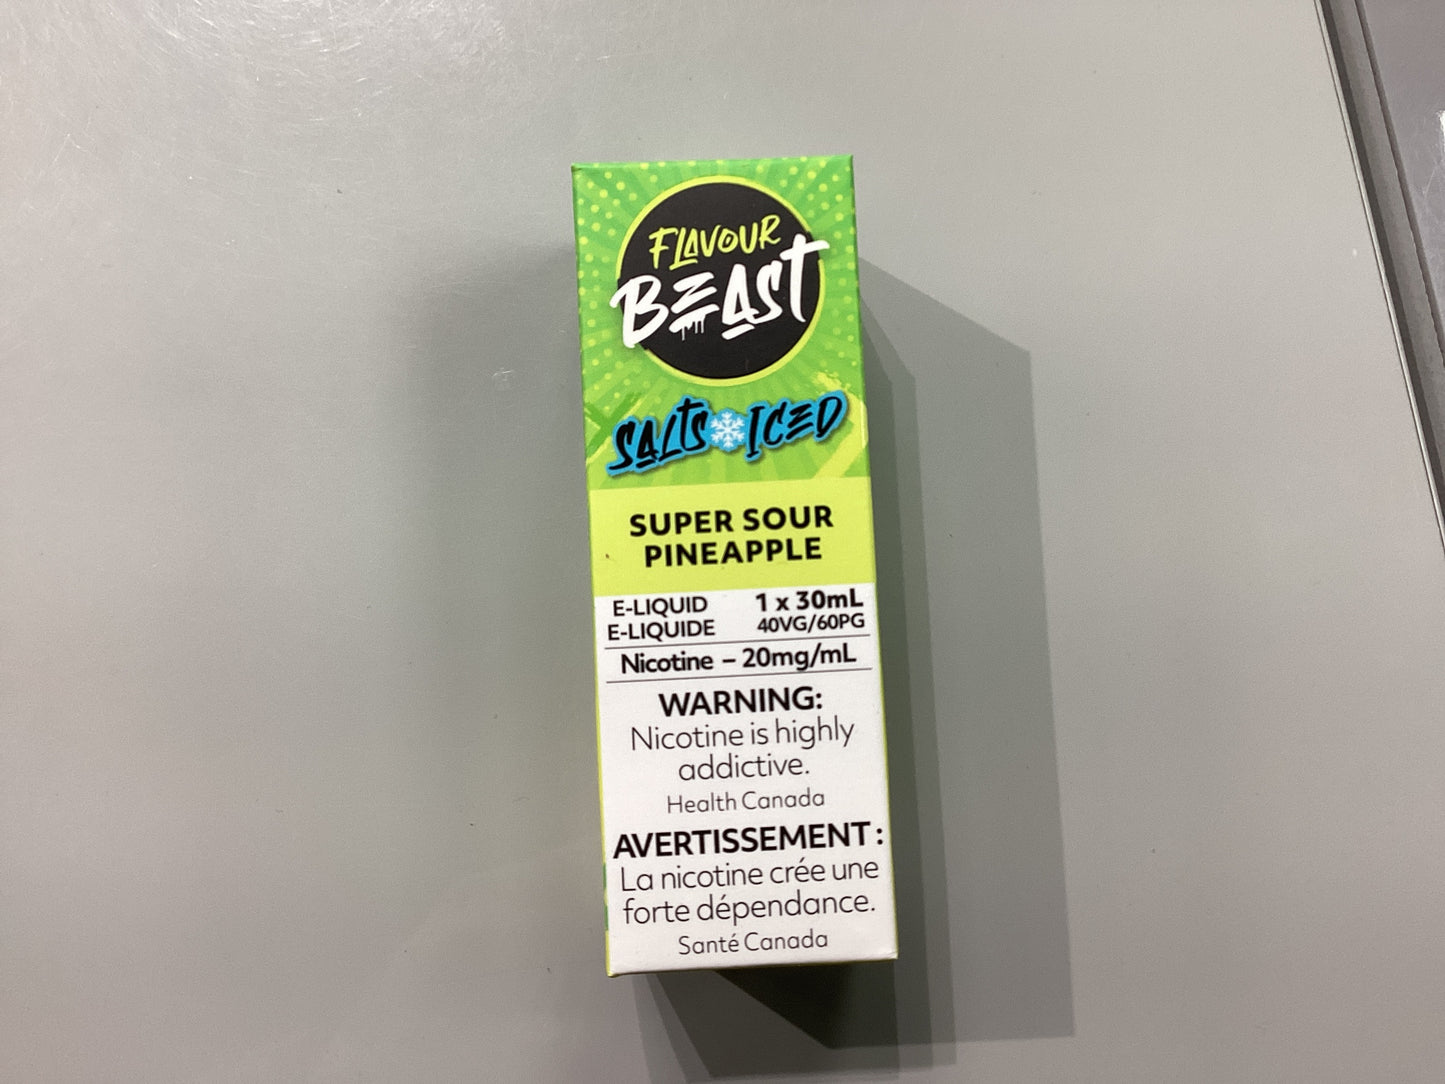 FLAVOUR
BEAST
SALTS ICED
SUPER SOUR
PINEAPPLE
E-LIQUID 1 x 30mL
E-LIQUIDE 40VG/60PG
Nicotine – 20mg/mL
WARNING:
Nicotine is highly
addictive.
Health Canada
AVERTISSEMENT :
La nicotine crée une
forte dépendance.
Santé Canada